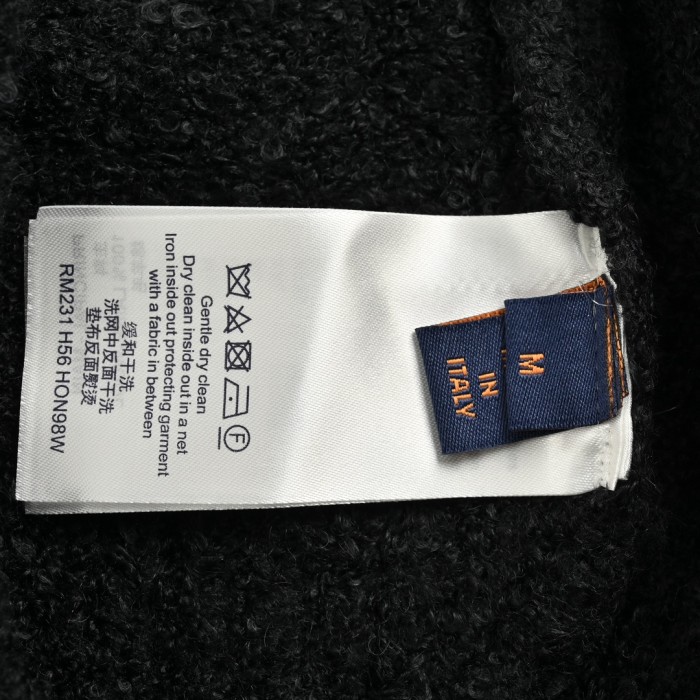 Gentle dry clean
Dry clean inside out in a net
Iron inside out protecting garment
with a fabric in between
缓和干洗
洗网中反面干洗
垫布反面熨烫
RM231 H56 HON98W
F
M
IN
ITALY